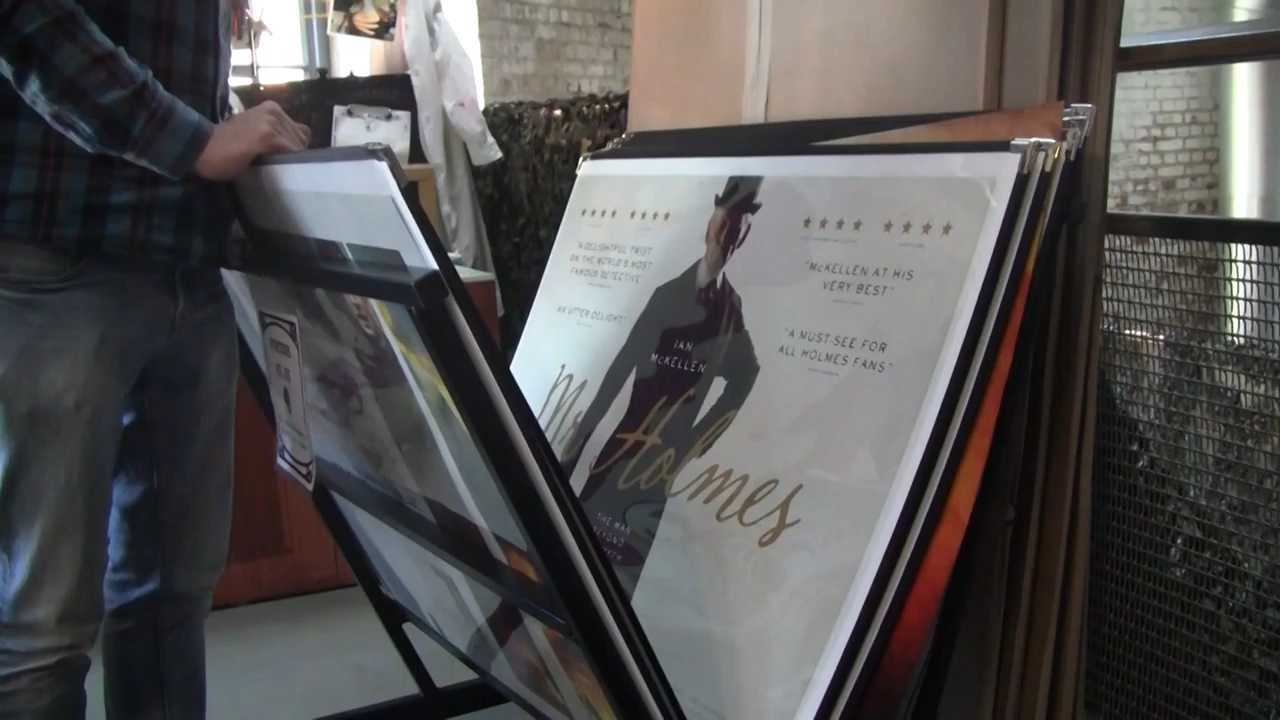 "A DELIGHTFUL TWIST
ON THE WORLD'S MOST
FAMOUS DETECTIVE"
"AN UTTER DELIGHT"
"McKELLEN AT HIS
VERY BEST"
"A MUST-SEE FOR
ALL HOLMES FANS"
IAN
McKELLEN
Mr Holmes
THE MAN
BEYOND